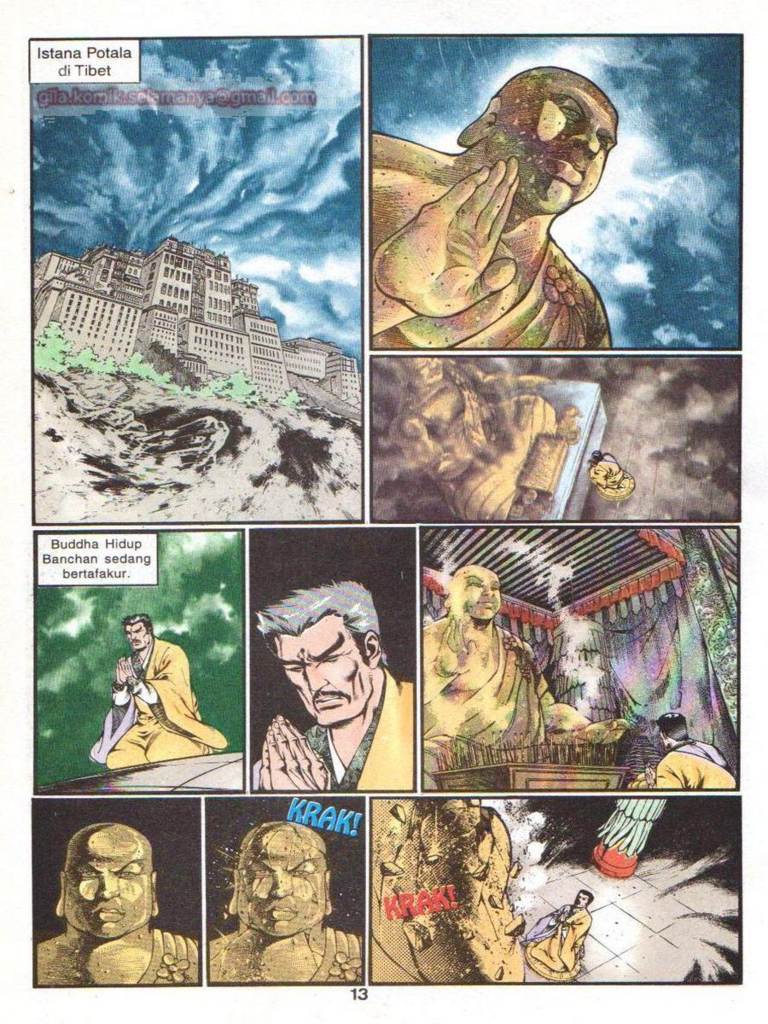 Istana Potala
di Tibet
gila.komik.selamanya@gmail.com
Buddha Hidup
Banchan sedang
bertafakur.
KRAK!
KRAK!
13